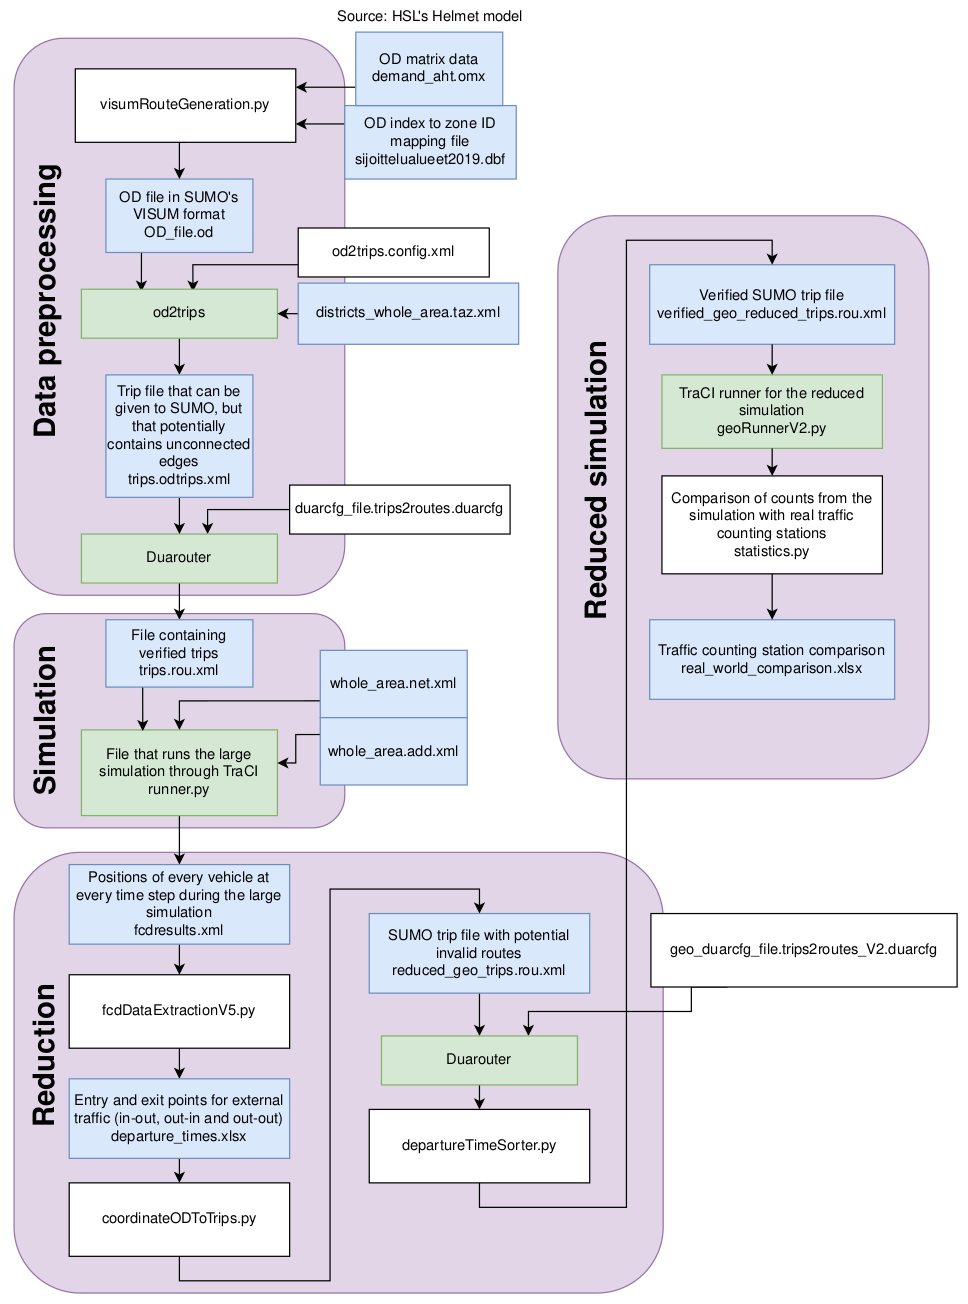 Source: HSL's Helmet model
OD matrix data
demand_aht.omx
visumRouteGeneration.py
OD index to zone ID
mapping file
sijoittelualueet2019.dbf
Data preprocessing
OD file in SUMO's
VISUM format
OD_file.od
od2trips.config.xml
od2trips
districts_whole_area.taz.xml
Trip file that can be
given to SUMO, but
that potentially
contains unconnected
edges
trips.odtrips.xml
duarcfg_file.trips2routes.duarcfg
Duarouter
Simulation
File containing
verified trips
trips.rou.xml
whole_area.net.xml
whole_area.add.xml
File that runs the large
simulation through TraCI
runner.py
Reduction
Positions of every vehicle at
every time step during the large
simulation
fcdresults.xml
fcdDataExtractionV5.py
Entry and exit points for external
traffic (in-out, out-in and out-out)
departure_times.xlsx
coordinateODToTrips.py
SUMO trip file with potential
invalid routes
reduced_geo_trips.rou.xml
geo_duarcfg_file.trips2routes_V2.duarcfg
Duarouter
departureTimeSorter.py
Reduced simulation
Verified SUMO trip file
verified_geo_reduced_trips.rou.xml
TraCI runner for the reduced
simulation
geoRunnerV2.py
Comparison of counts from the
simulation with real traffic
counting stations
statistics.py
Traffic counting station comparison
real_world_comparison.xlsx